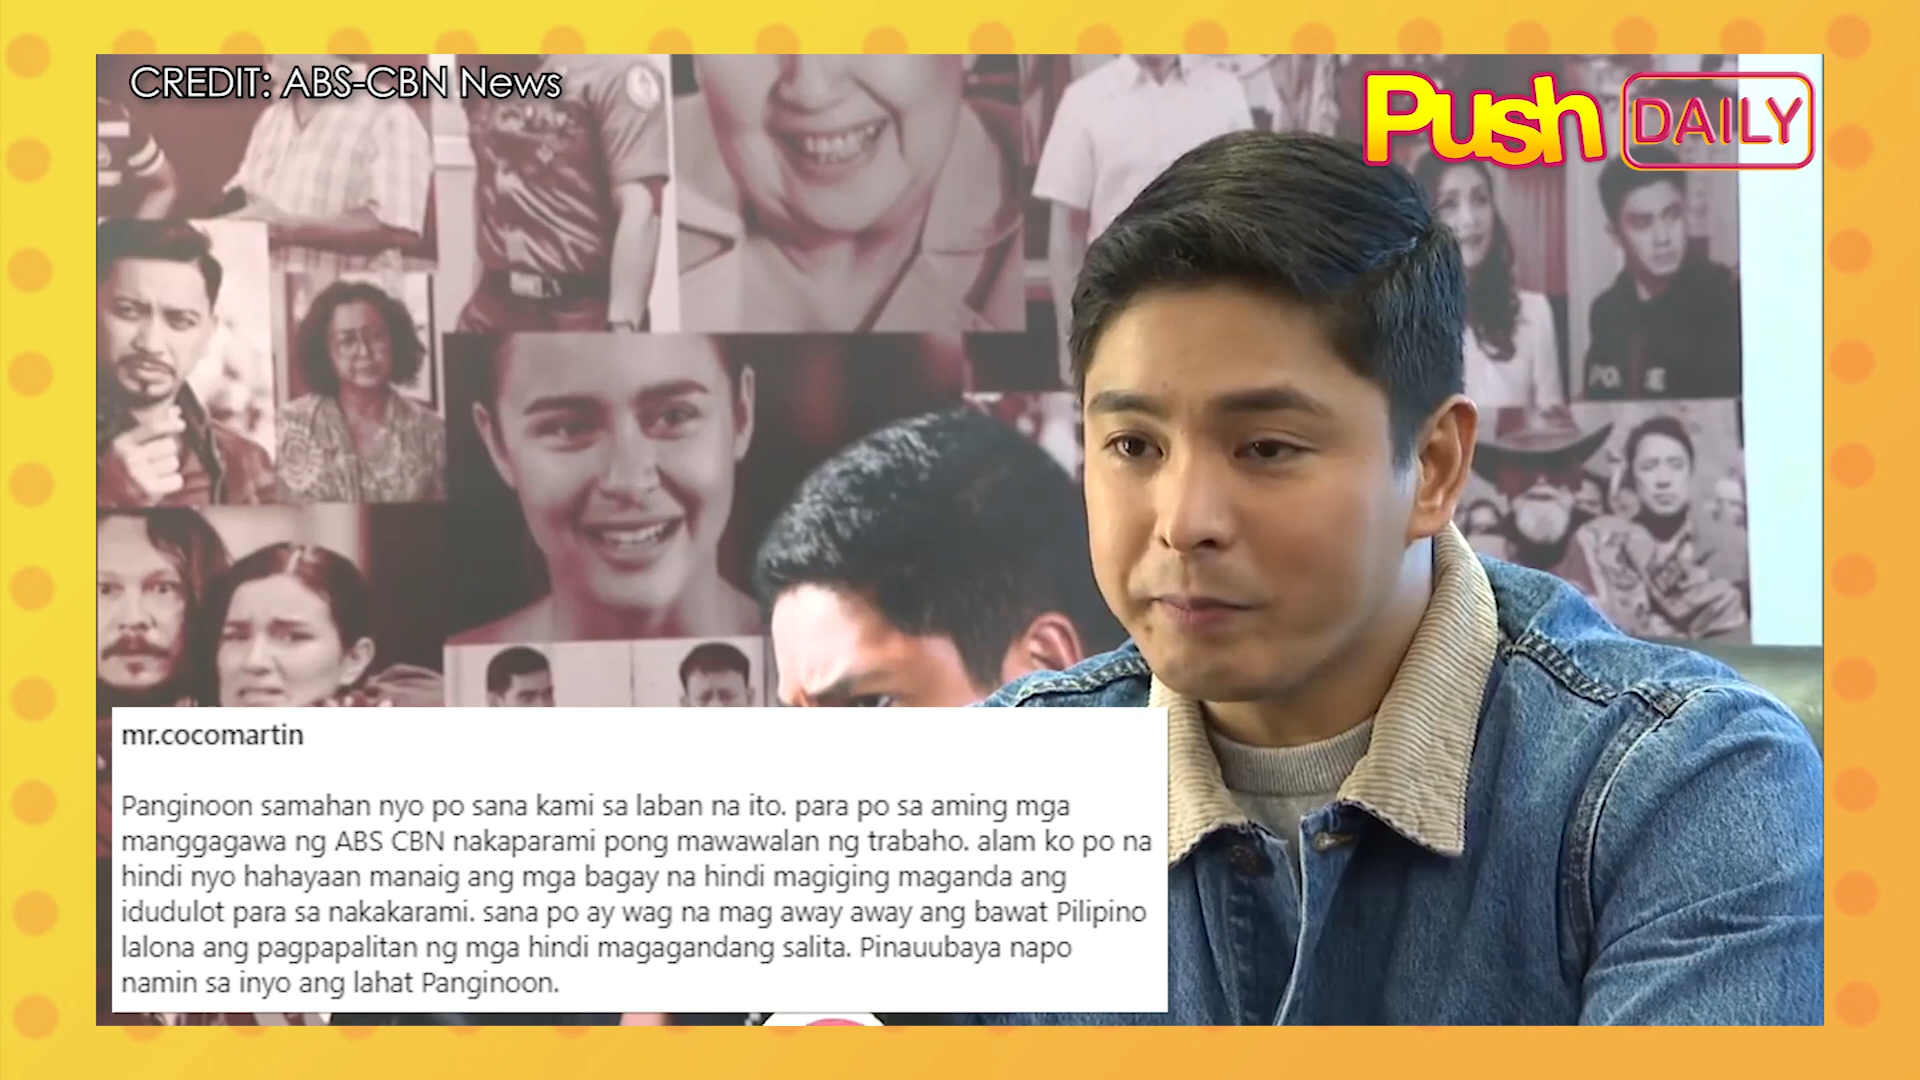 CREDIT: ABS-CBN News
Push DAILY
mr.cocomartin
Panginoon samahan nyo po sana kami sa laban na ito. para po sa aming mga
manggagawa ng ABS CBN nakaparami pong mawawalan ng trabaho. alam ko po na
hindi nyo hahayaan manaig ang mga bagay na hindi magiging maganda ang
idudulot para sa nakakarami. sana po ay wag na mag away away ang bawat Pilipino
lalona ang pagpapalitan ng mga hindi magagandang salita. Pinauubaya napo
namin sa inyo ang lahat Panginoon.